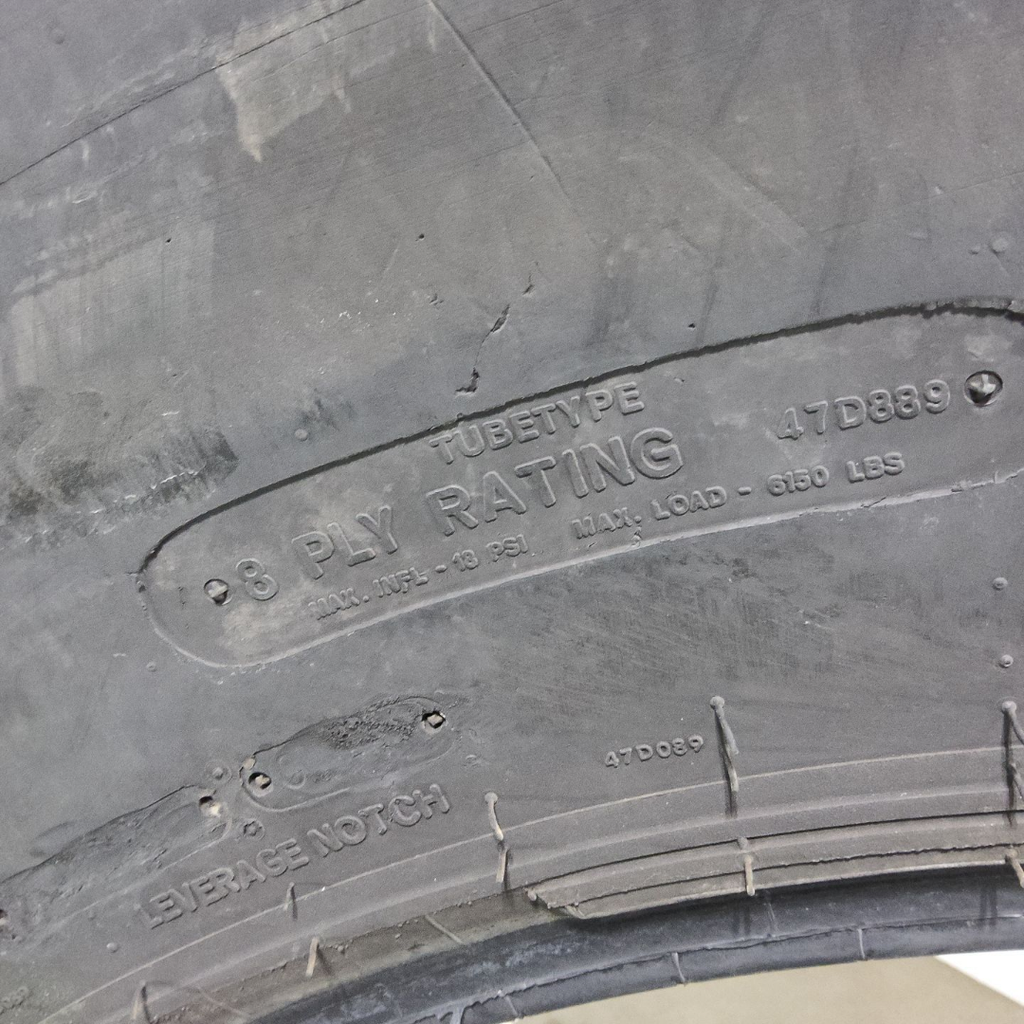 TUBETYPE
8 PLY RATING 47D889
MAX. INFL - 18 PSI MAX. LOAD - 6150 LBS
47D089
LEVERAGE NOTCH